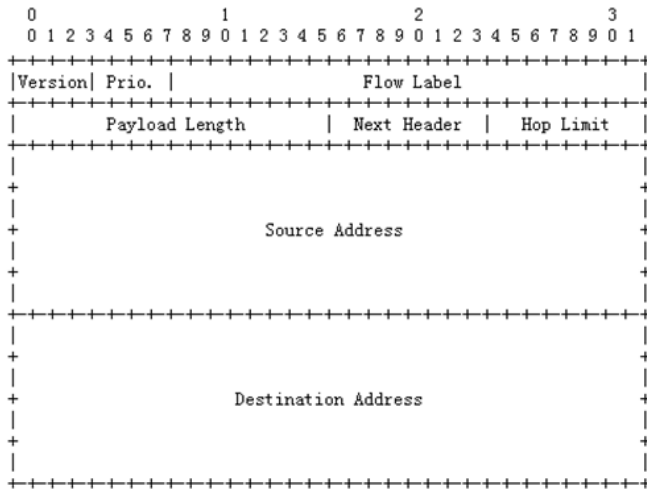 0 1 2 3
0 1 2 3 4 5 6 7 8 9 0 1 2 3 4 5 6 7 8 9 0 1 2 3 4 5 6 7 8 9 0 1
+-+-+-+-+-+-+-+-+-+-+-+-+-+-+-+-+-+-+-+-+-+-+-+-+-+-+-+-+-+-+-+-+
|Version| Prio. | Flow Label |
+-+-+-+-+-+-+-+-+-+-+-+-+-+-+-+-+-+-+-+-+-+-+-+-+-+-+-+-+-+-+-+-+
| Payload Length | Next Header | Hop Limit |
+-+-+-+-+-+-+-+-+-+-+-+-+-+-+-+-+-+-+-+-+-+-+-+-+-+-+-+-+-+-+-+-+
| |
+ +
| |
+ Source Address +
| |
+ +
| |
+-+-+-+-+-+-+-+-+-+-+-+-+-+-+-+-+-+-+-+-+-+-+-+-+-+-+-+-+-+-+-+-+
| |
+ +
| |
+ Destination Address +
| |
+ +
| |
+-+-+-+-+-+-+-+-+-+-+-+-+-+-+-+-+-+-+-+-+-+-+-+-+-+-+-+-+-+-+-+-+